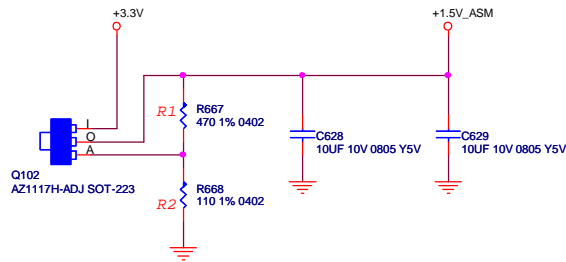 +3.3V
+1.5V_ASM
I
O
A
R1
R667
470 1% 0402
C628
10UF 10V 0805 Y5V
C629
10UF 10V 0805 Y5V
Q102
AZ1117H-ADJ SOT-223
R2
R668
110 1% 0402